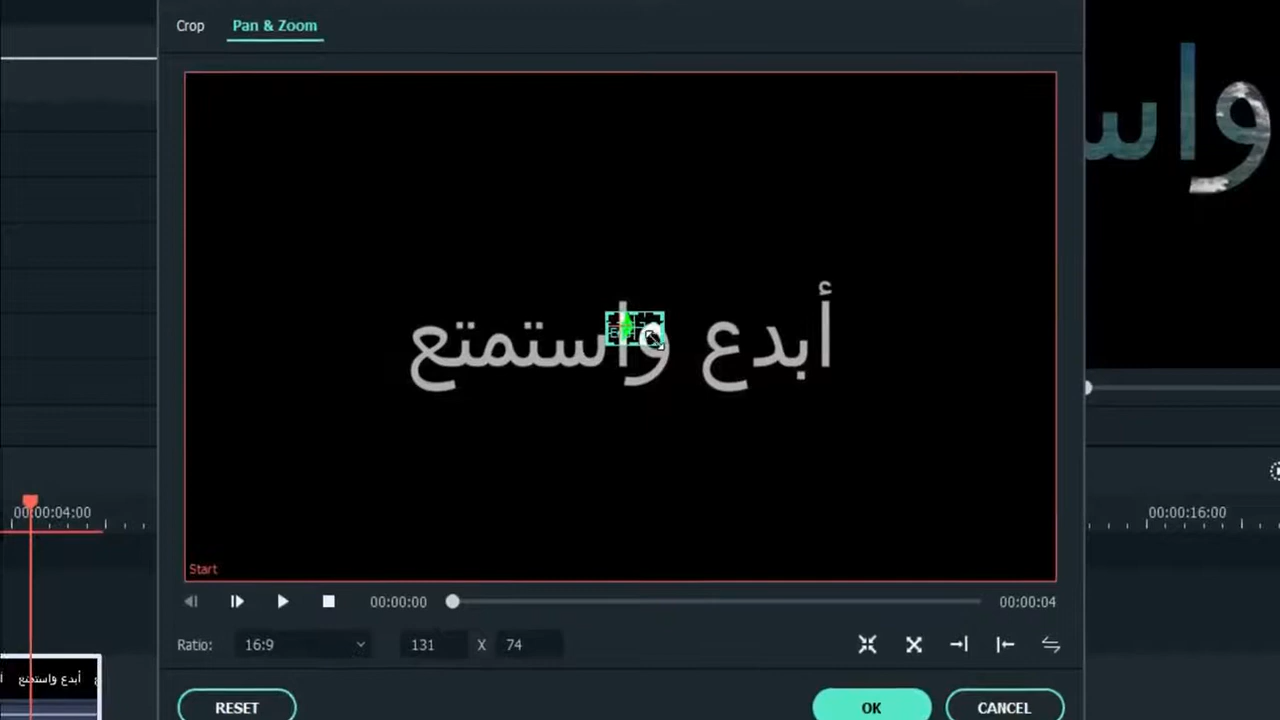 Crop
Pan & Zoom
أبدع واستمتع
Start
00:00:00
00:00:04
Ratio:
16:9
131
X
74
RESET
OK
CANCEL
00:00:04:00
00:00:16:00
أبدع واستمتع